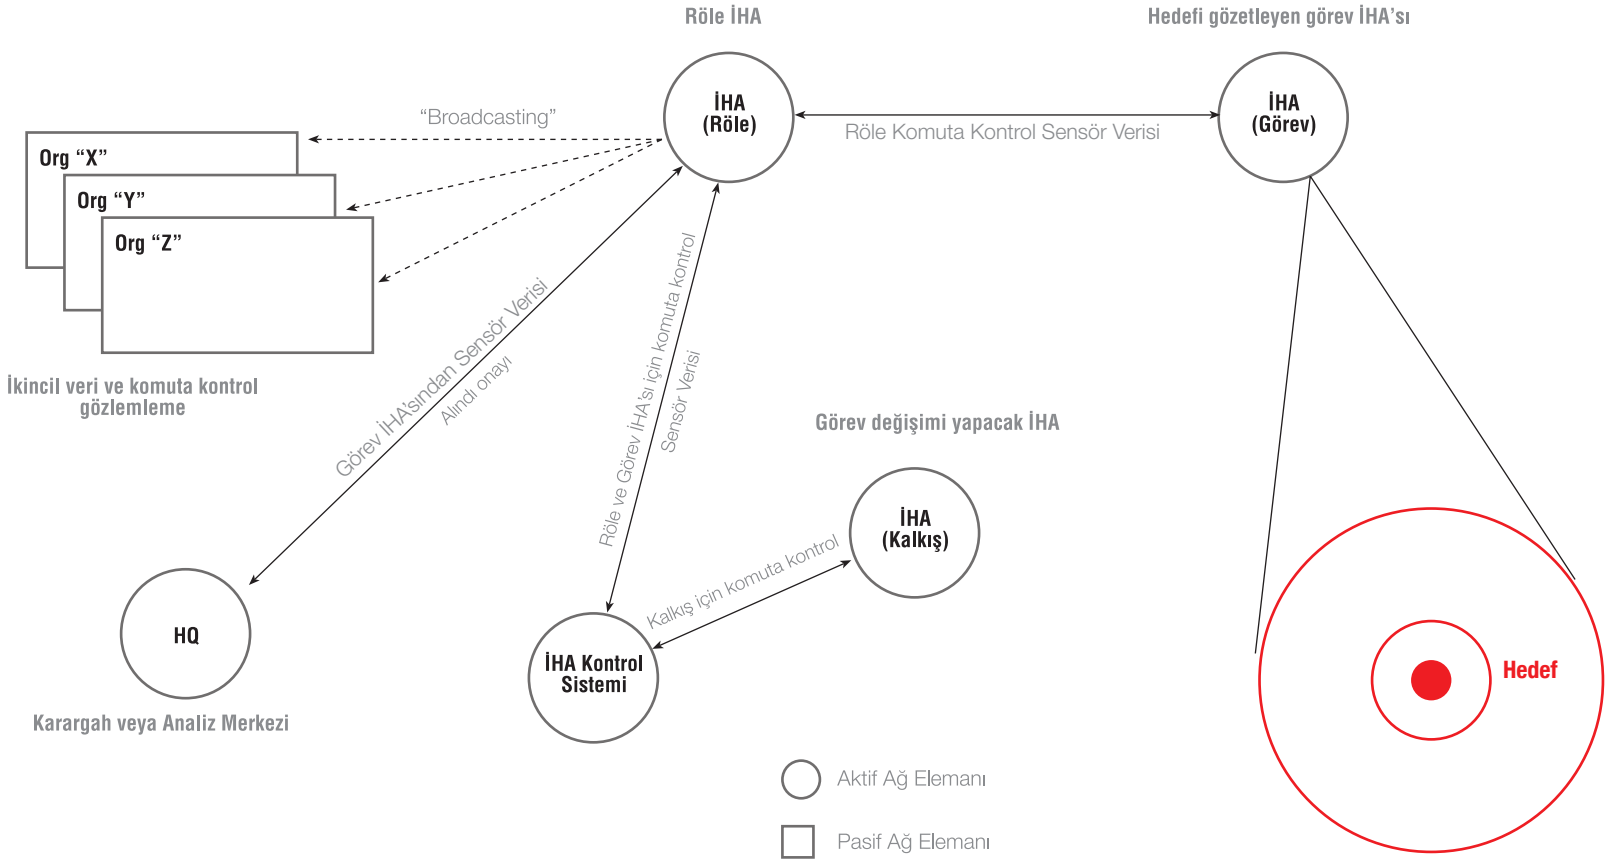 Röle İHA
Hedefi gözetleyen görev İHA’sı
İHA
(Röle)
İHA
(Görev)
“Broadcasting”
Röle Komuta Kontrol Sensör Verisi
Org “X”
Org “Y”
Org “Z”
İkincil veri ve komuta kontrol
gözlemleme
Görev İHA’sından Sensör Verisi
Alındı onayı
Röle ve Görev İHA’sı için komuta kontrol
Sensör Verisi
Görev değişimi yapacak İHA
İHA
(Kalkış)
Kalkış için komuta kontrol
HQ
Karargah veya Analiz Merkezi
İHA Kontrol
Sistemi
Hedef
Aktif Ağ Elemanı
Pasif Ağ Elemanı